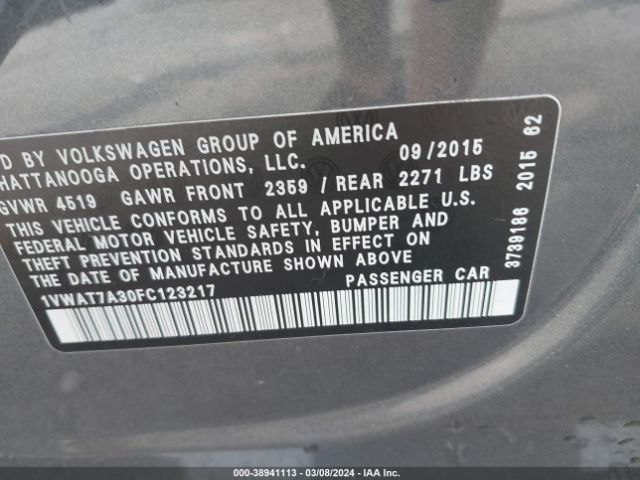 D BY VOLKSWAGEN GROUP OF AMERICA
HATTANOOGA OPERATIONS, LLC. 09/2015
GVWR 4519 GAWR FRONT 2359 / REAR 2271 LBS
THIS VEHICLE CONFORMS TO ALL APPLICABLE U.S.
FEDERAL MOTOR VEHICLE SAFETY, BUMPER AND
THEFT PREVENTION STANDARDS IN EFFECT ON
THE DATE OF MANUFACTURE SHOWN ABOVE
1VWAT7A30FC123217 PASSENGER CAR
3739186 2015 62
000-38941113 - 03/08/2024 - IAA Inc.